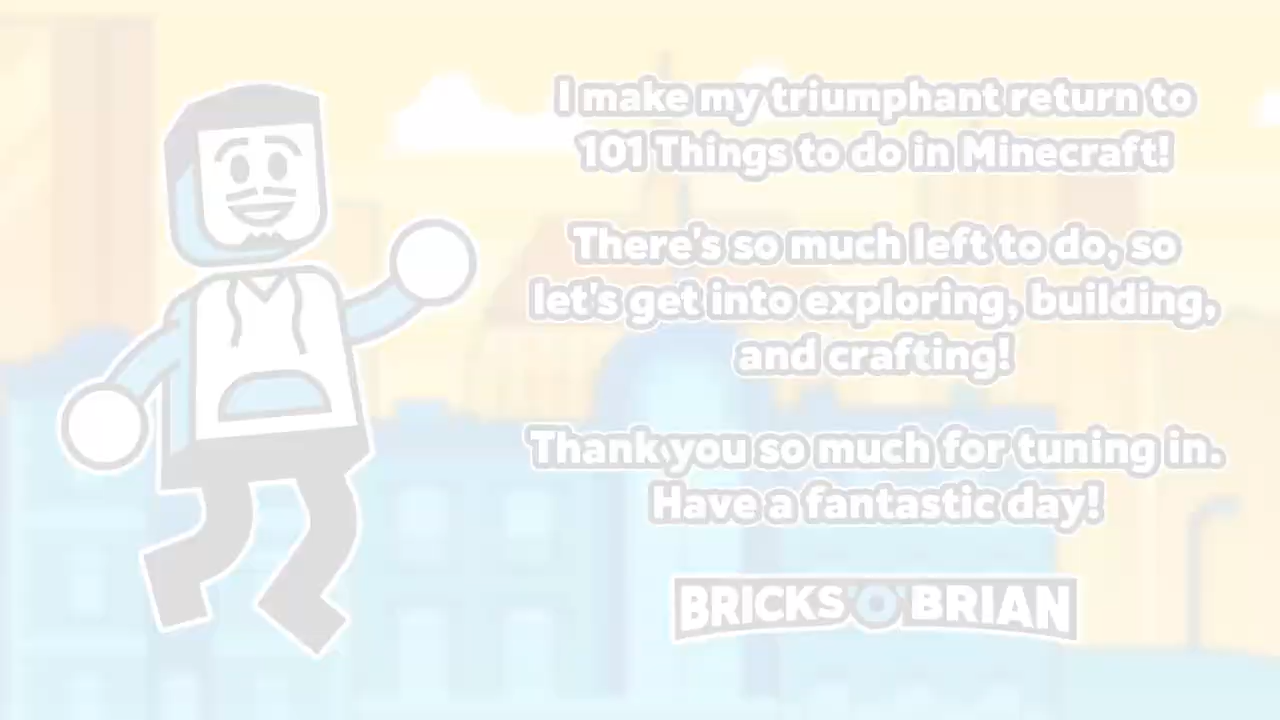 I make my triumphant return to
101 Things to do in Minecraft!
There's so much left to do, so
let's get into exploring, building,
and crafting!
Thank you so much for tuning in.
Have a fantastic day!
BRICKS 'O' BRIAN